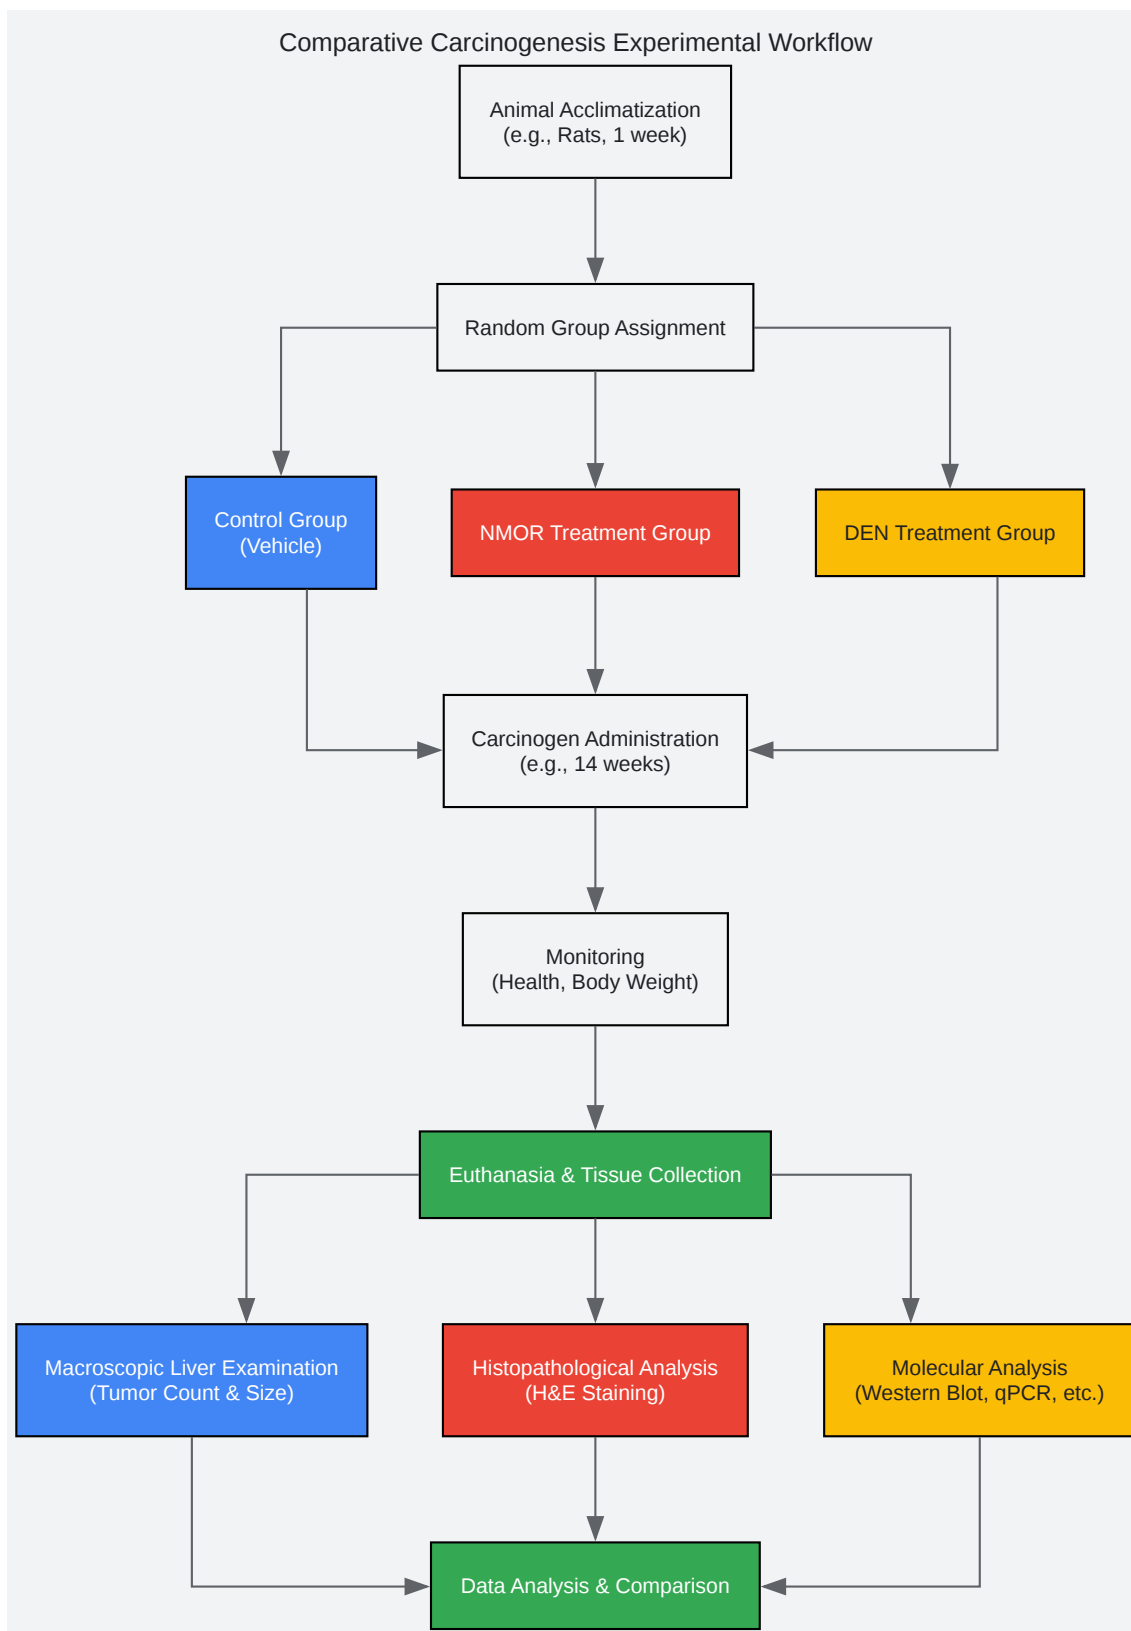 Comparative Carcinogenesis Experimental Workflow
Animal Acclimatization
(e.g., Rats, 1 week)
Random Group Assignment
Control Group
(Vehicle)
NMOR Treatment Group
DEN Treatment Group
Carcinogen Administration
(e.g., 14 weeks)
Monitoring
(Health, Body Weight)
Euthanasia & Tissue Collection
Macroscopic Liver Examination
(Tumor Count & Size)
Histopathological Analysis
(H&E Staining)
Molecular Analysis
(Western Blot, qPCR, etc.)
Data Analysis & Comparison